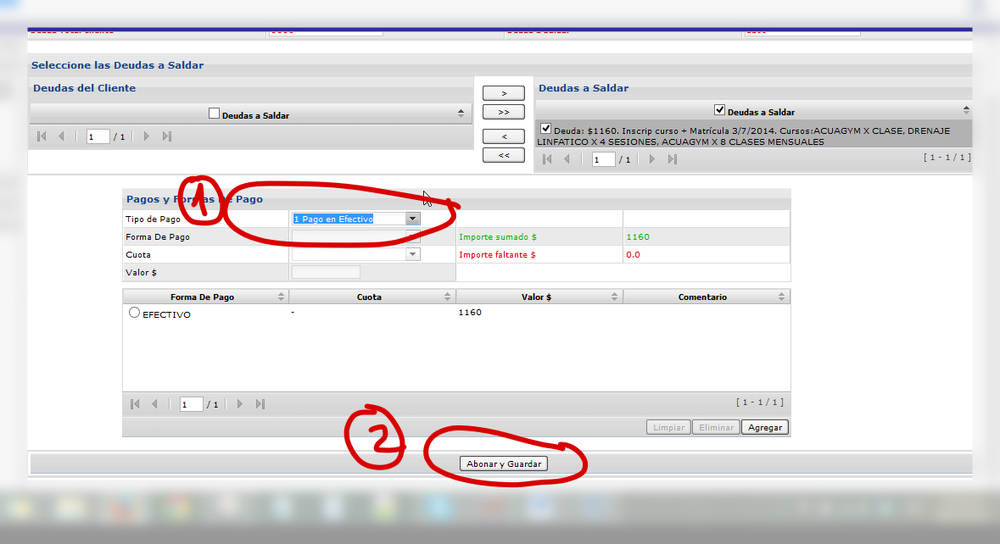 Seleccione las Deudas a Saldar
Deudas del Cliente
Deudas a Saldar
1 / 1
>
>>
<
<<
Deudas a Saldar
Deudas a Saldar
Deuda: $1160. Inscrip curso + Matrícula 3/7/2014. Cursos:ACUAGYM X CLASE, DRENAJE
LINFATICO X 4 SESIONES, ACUAGYM X 8 CLASES MENSUALES
1 / 1 [ 1 - 1 / 1 ]
1
Pagos y Formas de Pago
Tipo de Pago 1 Pago en Efectivo
Forma De Pago Importe sumado $ 1160
Cuota Importe faltante $ 0.0
Valor $
Forma De Pago Cuota Valor $ Comentario
EFECTIVO - 1160
1 / 1 [ 1 - 1 / 1 ]
Limpiar Eliminar Agregar
2
Abonar y Guardar